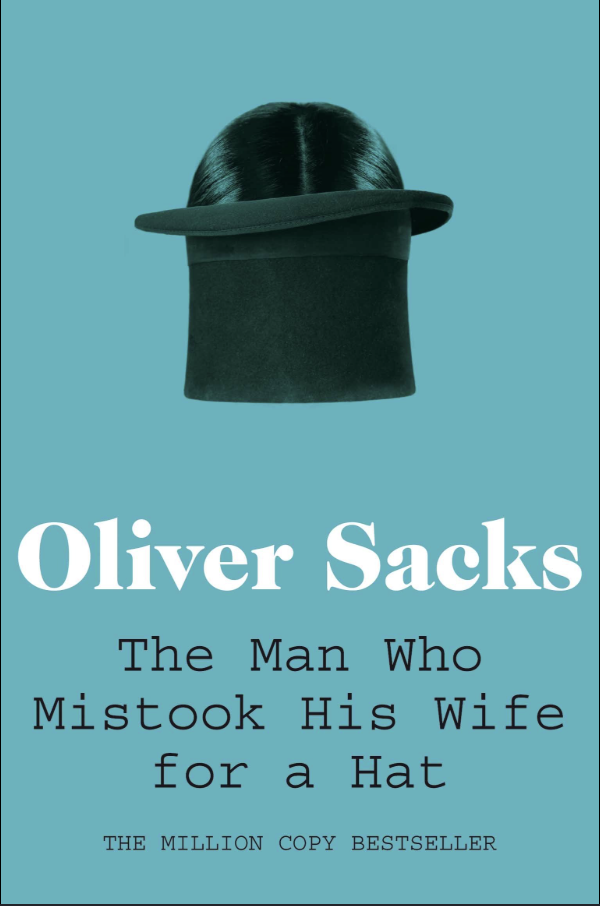 Oliver Sacks
The Man Who
Mistook His Wife
for a Hat
THE MILLION COPY BESTSELLER